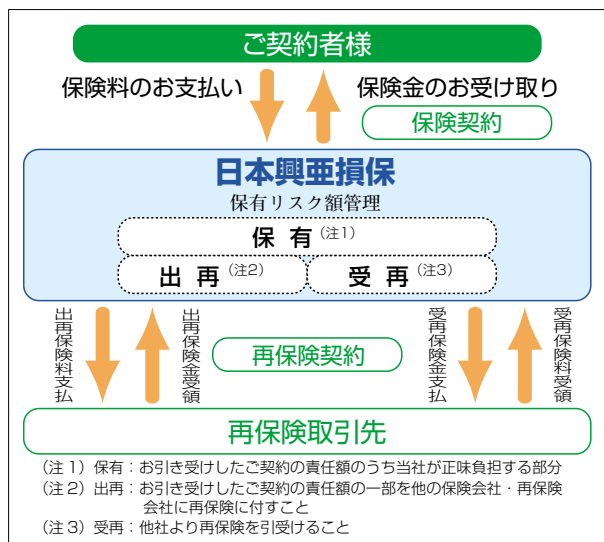 ご契約者様
保険料のお支払い
保険金のお受け取り
保険契約
日本興亜損保
保有リスク額管理
保 有(注1)
出 再(注2)
受 再(注3)
出再保険料支払
出再保険金受領
再保険契約
受再保険金支払
受再保険料受領
再保険取引先
(注1)保有:お引き受けしたご契約の責任額のうち当社が正味負担する部分
(注2)出再:お引き受けしたご契約の責任額の一部を他の保険会社・再保険
会社に再保険に付すこと
(注3)受再:他社より再保険を引受けること